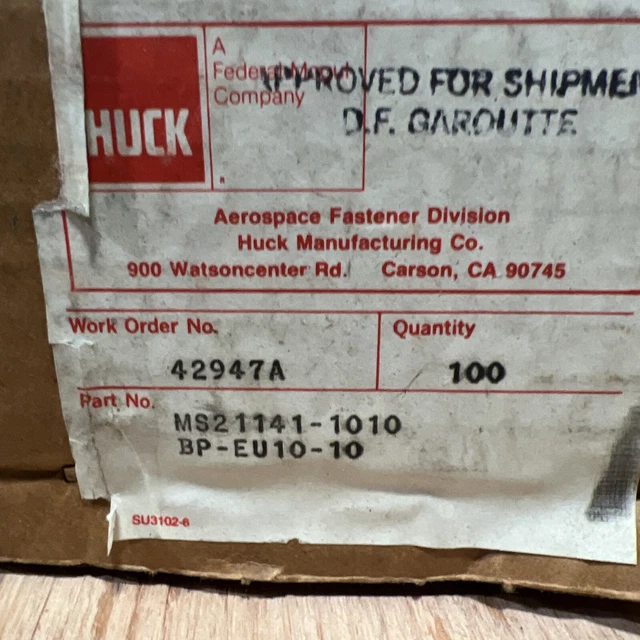 HUCK
A
Federal-Mogul
Company
APPROVED FOR SHIPMEN
D.F. GAROUTTE
Aerospace Fastener Division
Huck Manufacturing Co.
900 Watsoncenter Rd. Carson, CA 90745
Work Order No.
42947A
Quantity
100
Part No.
MS21141-1010
BP-EU10-10
SU3102-6